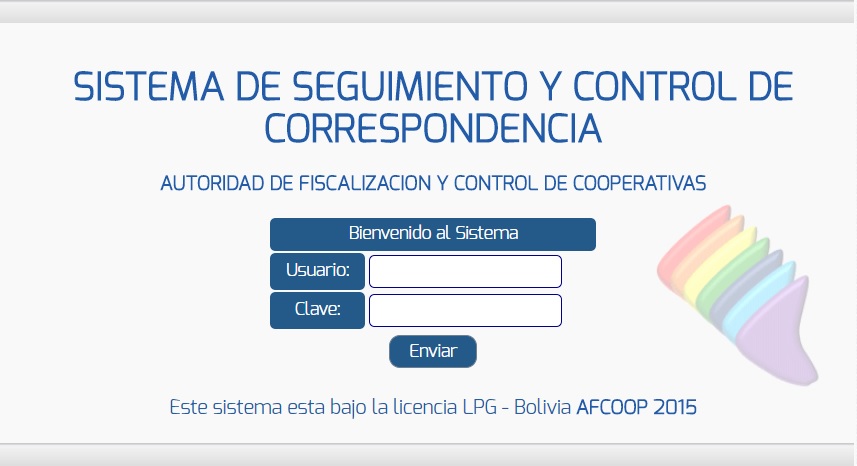 SISTEMA DE SEGUIMIENTO Y CONTROL DE
CORRESPONDENCIA
AUTORIDAD DE FISCALIZACION Y CONTROL DE COOPERATIVAS
Bienvenido al Sistema
Usuario:
Clave:
Enviar
Este sistema esta bajo la licencia LPG - Bolivia AFCOOP 2015